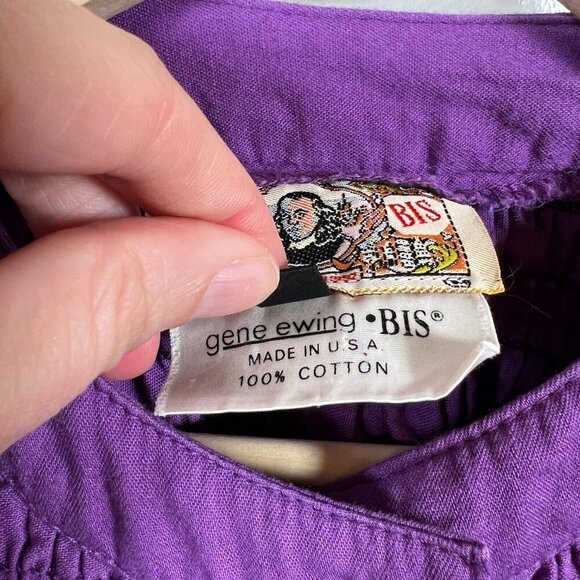 BIS
gene ewing •BIS®
MADE IN U S A
100% COTTON